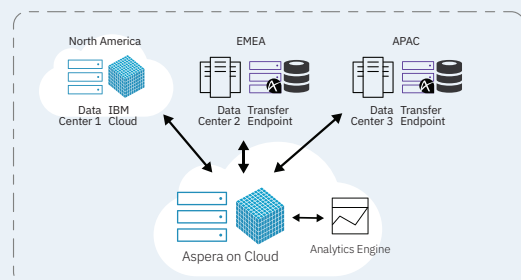 North America
EMEA
APAC
Data Center 1
IBM Cloud
Data Center 2
Transfer Endpoint
Data Center 3
Transfer Endpoint
Aspera on Cloud
Analytics Engine